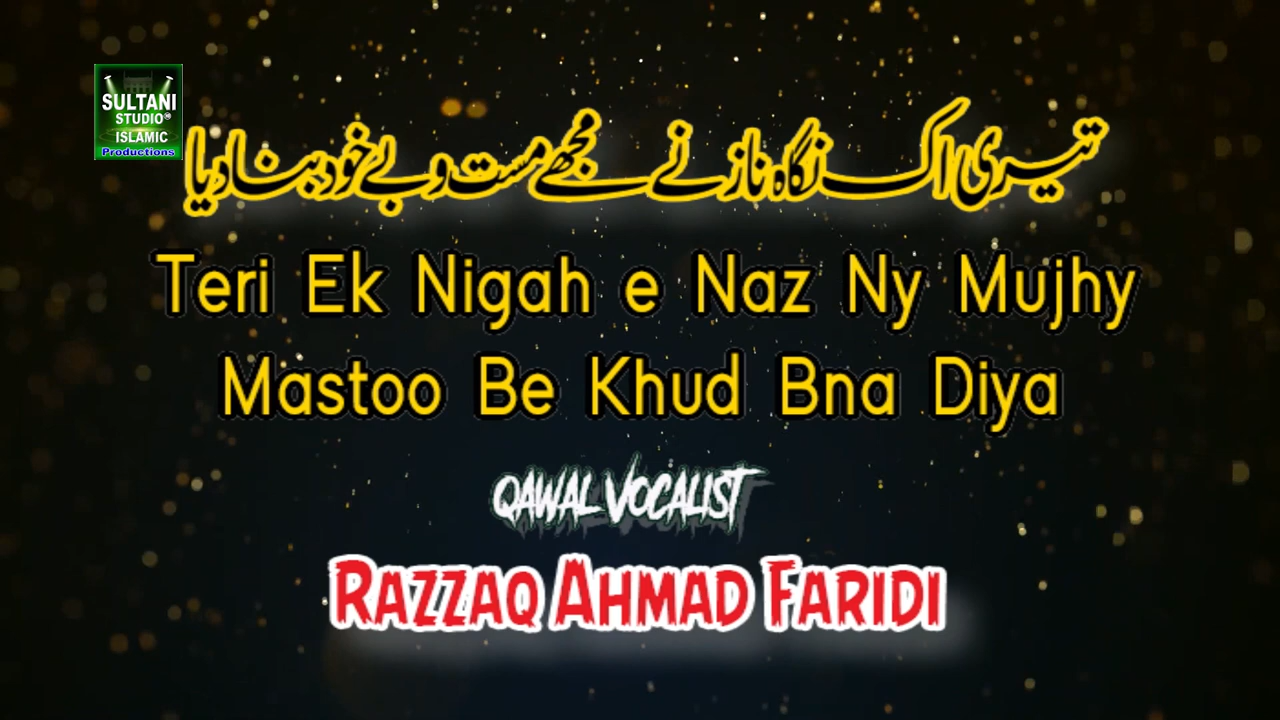 SULTANI
STUDIO®
ISLAMIC
Productions
تیری اک نگاہ ناز نے مجھے مست و بے خود بنا دیا
Teri Ek Nigah e Naz Ny Mujhy
Mastoo Be Khud Bna Diya
QAWAL VOCALIST
RAZZAQ AHMAD FARIDI